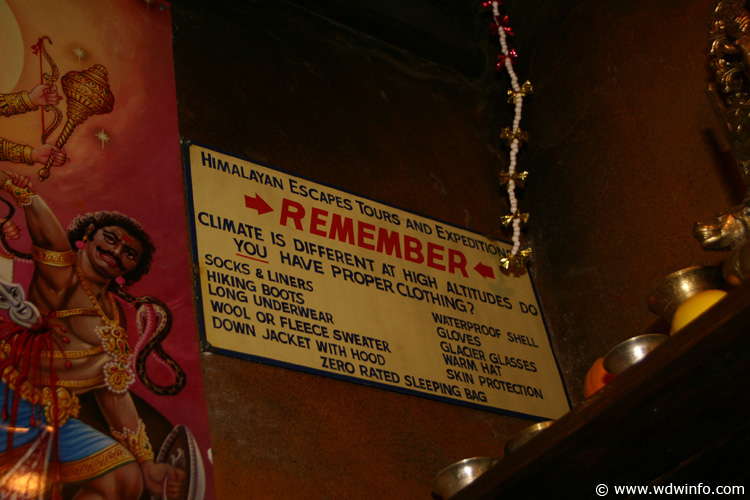 HIMALAYAN ESCAPES TOURS AND EXPEDITIONS
REMEMBER
CLIMATE IS DIFFERENT AT HIGH ALTITUDES DO
YOU HAVE PROPER CLOTHING?
SOCKS & LINERS
HIKING BOOTS
LONG UNDERWEAR
WOOL OR FLEECE SWEATER
DOWN JACKET WITH HOOD
WATERPROOF SHELL
GLOVES
GLACIER GLASSES
WARM HAT
SKIN PROTECTION
ZERO RATED SLEEPING BAG
© www.wdwinfo.com